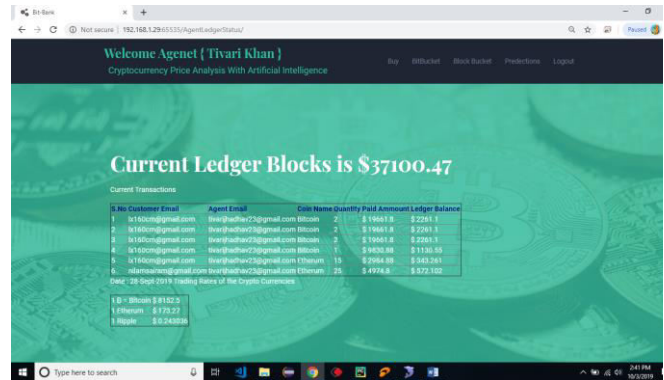 Bit-Bank
Not secure | 192.168.1.29:65535/AgentLedgerStatus/
Paused
Welcome Agenet { Tivari Khan }
Cryptocurrency Price Analysis With Artificial Intelligence
Buy BitBucket Block Bucket Predections Logout
Current Ledger Blocks is $37100.47
Current Transactions
S.No Customer Email Agent Email Coin Name Quantity Paid Ammount Ledger Balance
1 lx160cm@gmail.com tivarijhadhav23@gmail.com Bitcoin 2 $ 19661.8 $ 2261.1
2 lx160cm@gmail.com tivarijhadhav23@gmail.com Bitcoin 2 $ 19661.8 $ 2261.1
3 lx160cm@gmail.com tivarijhadhav23@gmail.com Bitcoin 2 $ 19661.8 $ 2261.1
4 lx160cm@gmail.com tivarijhadhav23@gmail.com Bitcoin 1 $ 9830.88 $ 1130.55
5 lx160cm@gmail.com tivarijhadhav23@gmail.com Etherum 15 $ 2984.88 $ 343.261
6 tivarijhadhav23@gmail.com Etherum 25 $ 4974.8 $ 572.102
Date : 28-Sept-2019 Trading Rates of the Crypto Currencies
1 B = Bitcoin $ 8182.5
1 Etherum $ 173.27
1 Ripple $ 0.243036
Type here to search
2:41 PM
10/3/2019